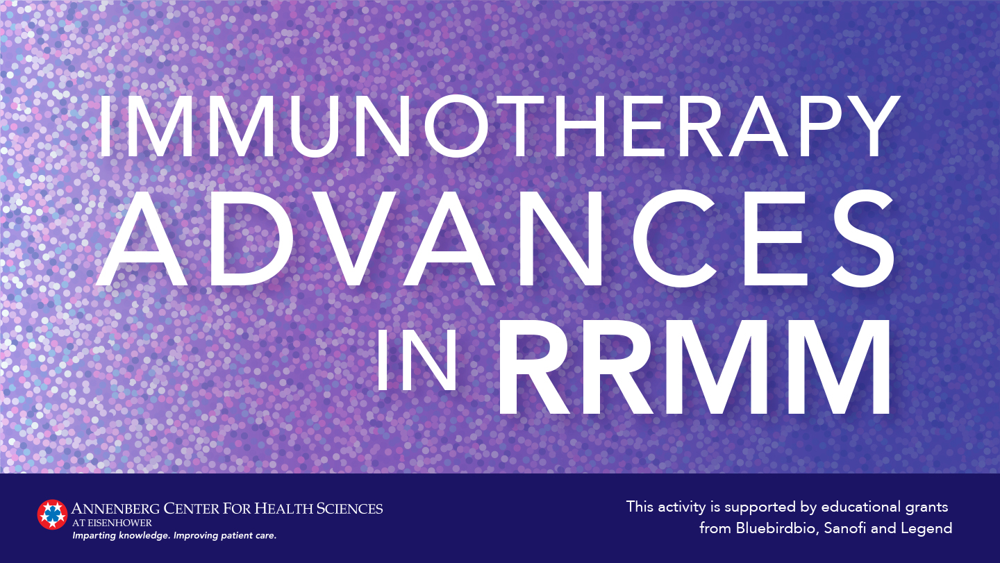 IMMUNOTHERAPY
ADVANCES
IN RRMM
ANNENBERG CENTER FOR HEALTH SCIENCES
AT EISENHOWER
Imparting knowledge. Improving patient care.
This activity is supported by educational grants
from Bluebirdbio, Sanofi and Legend